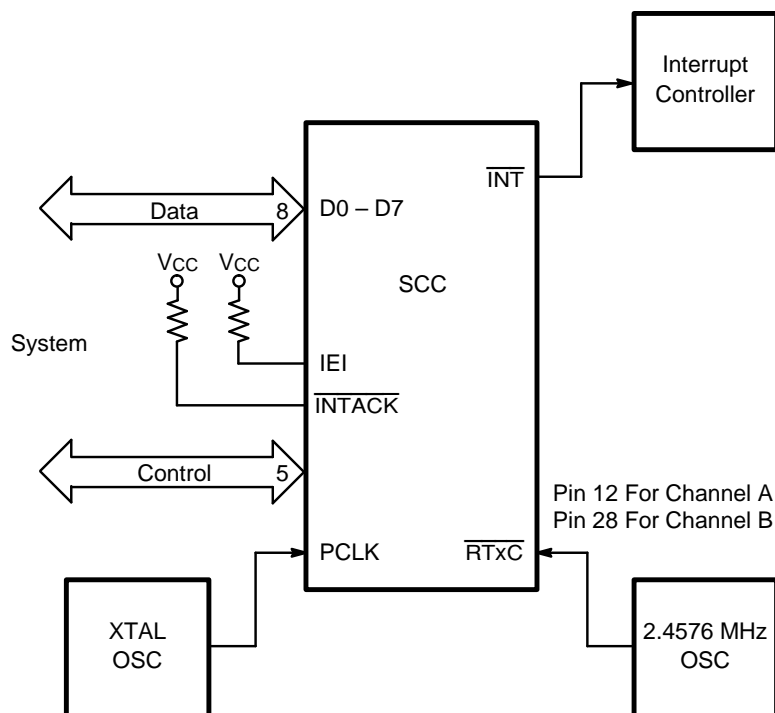 Interrupt
Controller
INT
Data 8 D0 – D7
VCC VCC
SCC
System
IEI
INTACK
Control 5
Pin 12 For Channel A
Pin 28 For Channel B
PCLK RTxC
XTAL
OSC
2.4576 MHz
OSC